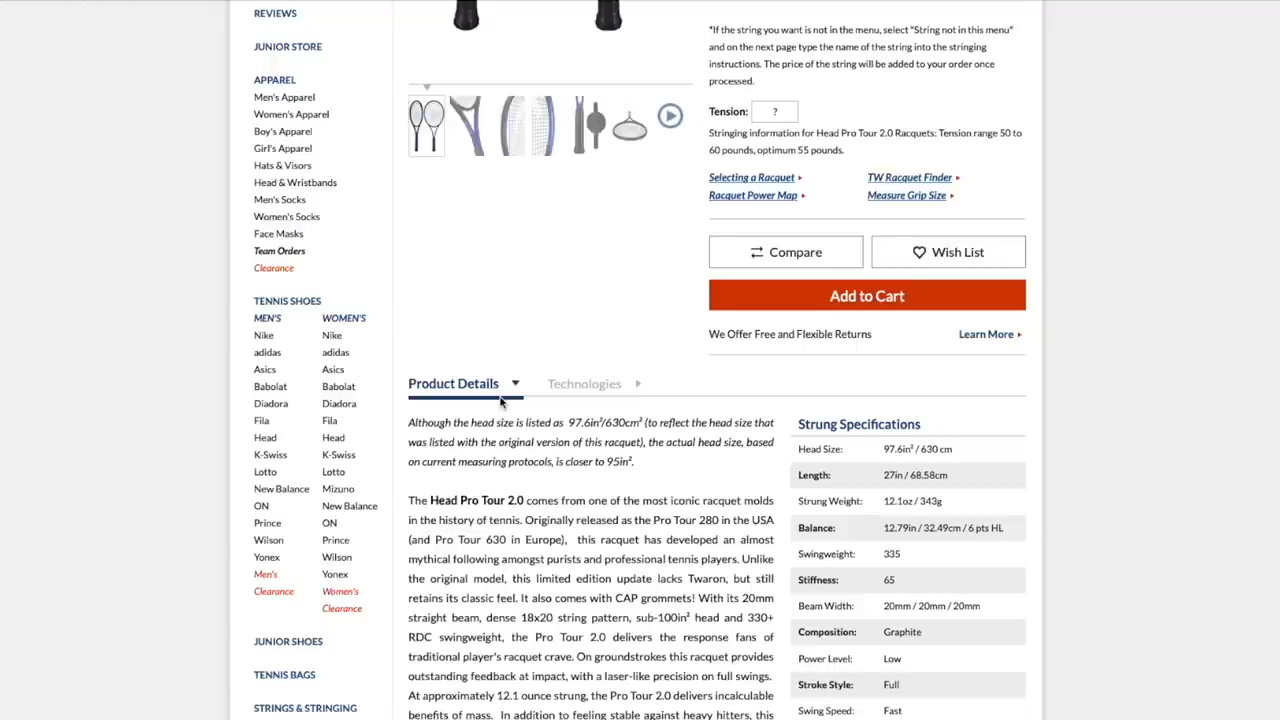 REVIEWS
JUNIOR STORE
APPAREL
Men's Apparel
Women's Apparel
Boy's Apparel
Girl's Apparel
Hats & Visors
Head & Wristbands
Men's Socks
Women's Socks
Face Masks
Team Orders
Clearance
TENNIS SHOES
MEN'S WOMEN'S
Nike Nike
adidas adidas
Asics Asics
Babolat Babolat
Diadora Diadora
Fila Fila
Head Head
K-Swiss K-Swiss
Lotto Lotto
New Balance Mizuno
ON New Balance
Prince ON
Wilson Prince
Yonex Wilson
Men's Yonex
Clearance Women's
Clearance
JUNIOR SHOES
TENNIS BAGS
STRINGS & STRINGING
*If the string you want is not in the menu, select "String not in this menu"
and on the next page type the name of the string into the stringing
instructions. The price of the string will be added to your order once
processed.
Tension: ?
Stringing information for Head Pro Tour 2.0 Racquets: Tension range 50 to
60 pounds, optimum 55 pounds.
Selecting a Racquet TW Racquet Finder
Racquet Power Map Measure Grip Size
Compare Wish List
Add to Cart
We Offer Free and Flexible Returns Learn More
Product Details Technologies
Although the head size is listed as 97.6in²/630cm² (to reflect the head size that
was listed with the original version of this racquet), the actual head size, based
on current measuring protocols, is closer to 95in².
The Head Pro Tour 2.0 comes from one of the most iconic racquet molds
in the history of tennis. Originally released as the Pro Tour 280 in the USA
(and Pro Tour 630 in Europe), this racquet has developed an almost
mythical following amongst purists and professional tennis players. Unlike
the original model, this limited edition update lacks Twaron, but still
retains its classic feel. It also comes with CAP grommets! With its 20mm
straight beam, dense 18x20 string pattern, sub-100in² head and 330+
RDC swingweight, the Pro Tour 2.0 delivers the response fans of
traditional player's racquet crave. On groundstrokes this racquet provides
outstanding feedback at impact, with a laser-like precision on full swings.
At approximately 12.1 ounce strung, the Pro Tour 2.0 delivers incalculable
benefits of mass. In addition to feeling stable against heavy hitters, this
Strung Specifications
Head Size: 97.6in² / 630 cm
Length: 27in / 68.58cm
Strung Weight: 12.1oz / 343g
Balance: 12.79in / 32.49cm / 6 pts HL
Swingweight: 335
Stiffness: 65
Beam Width: 20mm / 20mm / 20mm
Composition: Graphite
Power Level: Low
Stroke Style: Full
Swing Speed: Fast